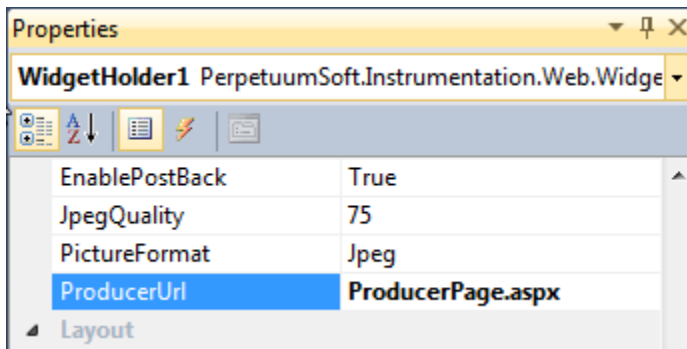 Properties
WidgetHolder1 PerpetuumSoft.Instrumentation.Web.Widge
EnablePostBack True
JpegQuality 75
PictureFormat Jpeg
ProducerUrl ProducerPage.aspx
Layout